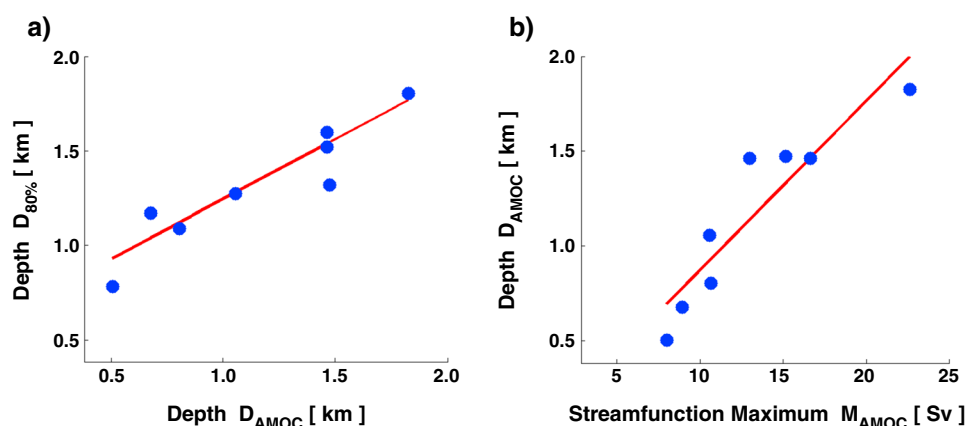 a)
2.0
1.5
1.0
0.5
Depth D80% [ km ]
0.5 1.0 1.5 2.0
Depth DAMOC [ km ]
b)
2.0
1.5
1.0
0.5
Depth DAMOC [ km ]
5 10 15 20 25
Streamfunction Maximum MAMOC [ Sv ]